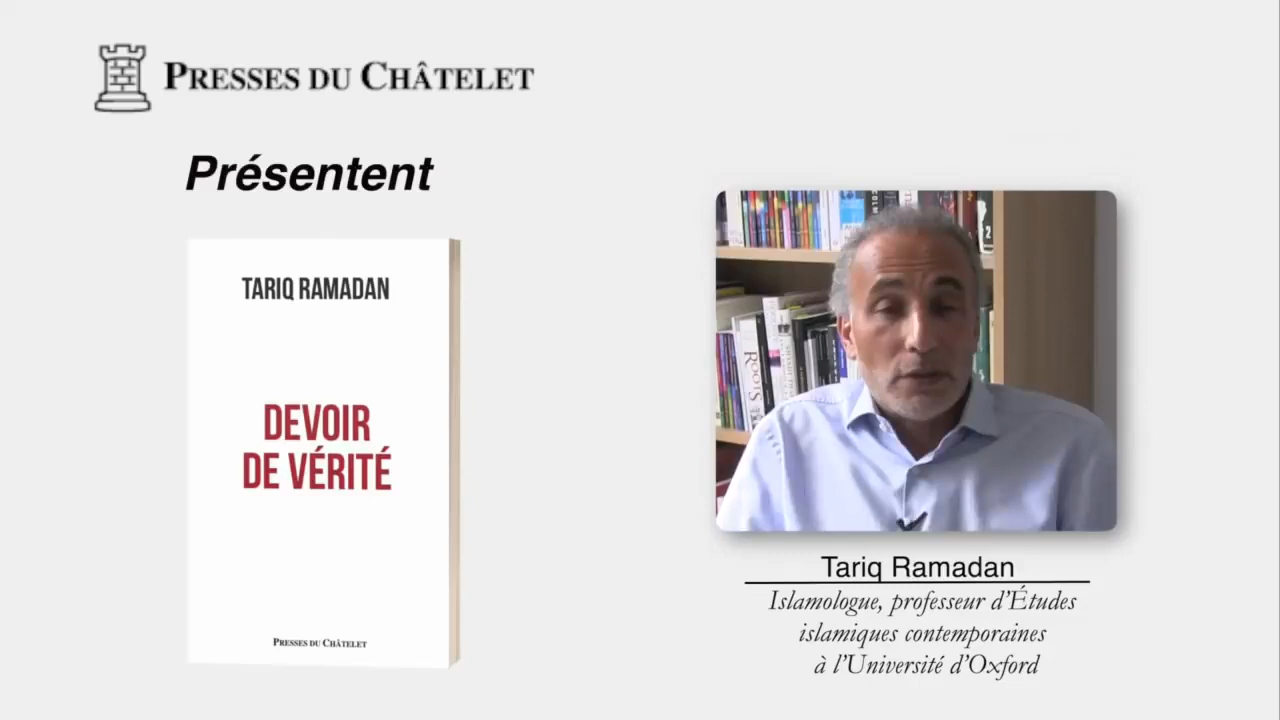 PRESSES DU CHÂTELET
Présentent
TARIQ RAMADAN
DEVOIR
DE VÉRITÉ
PRESSES DU CHÂTELET
ROOTS
Tariq Ramadan
Islamologue, professeur d'Études
islamiques contemporaines
à l'Université d'Oxford